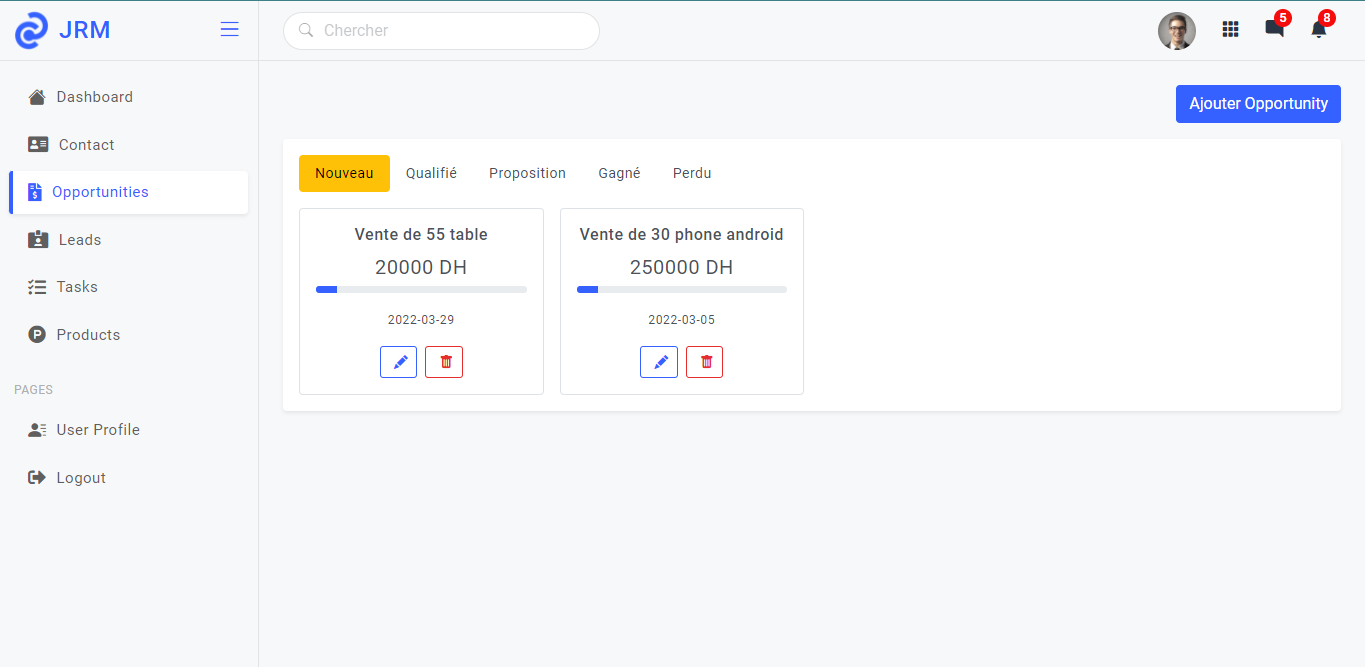 JRM
Chercher
5
8
Dashboard
Contact
Opportunities
Leads
Tasks
Products
PAGES
User Profile
Logout
Ajouter Opportunity
Nouveau Qualifié Proposition Gagné Perdu
Vente de 55 table
20000 DH
2022-03-29
Vente de 30 phone android
250000 DH
2022-03-05